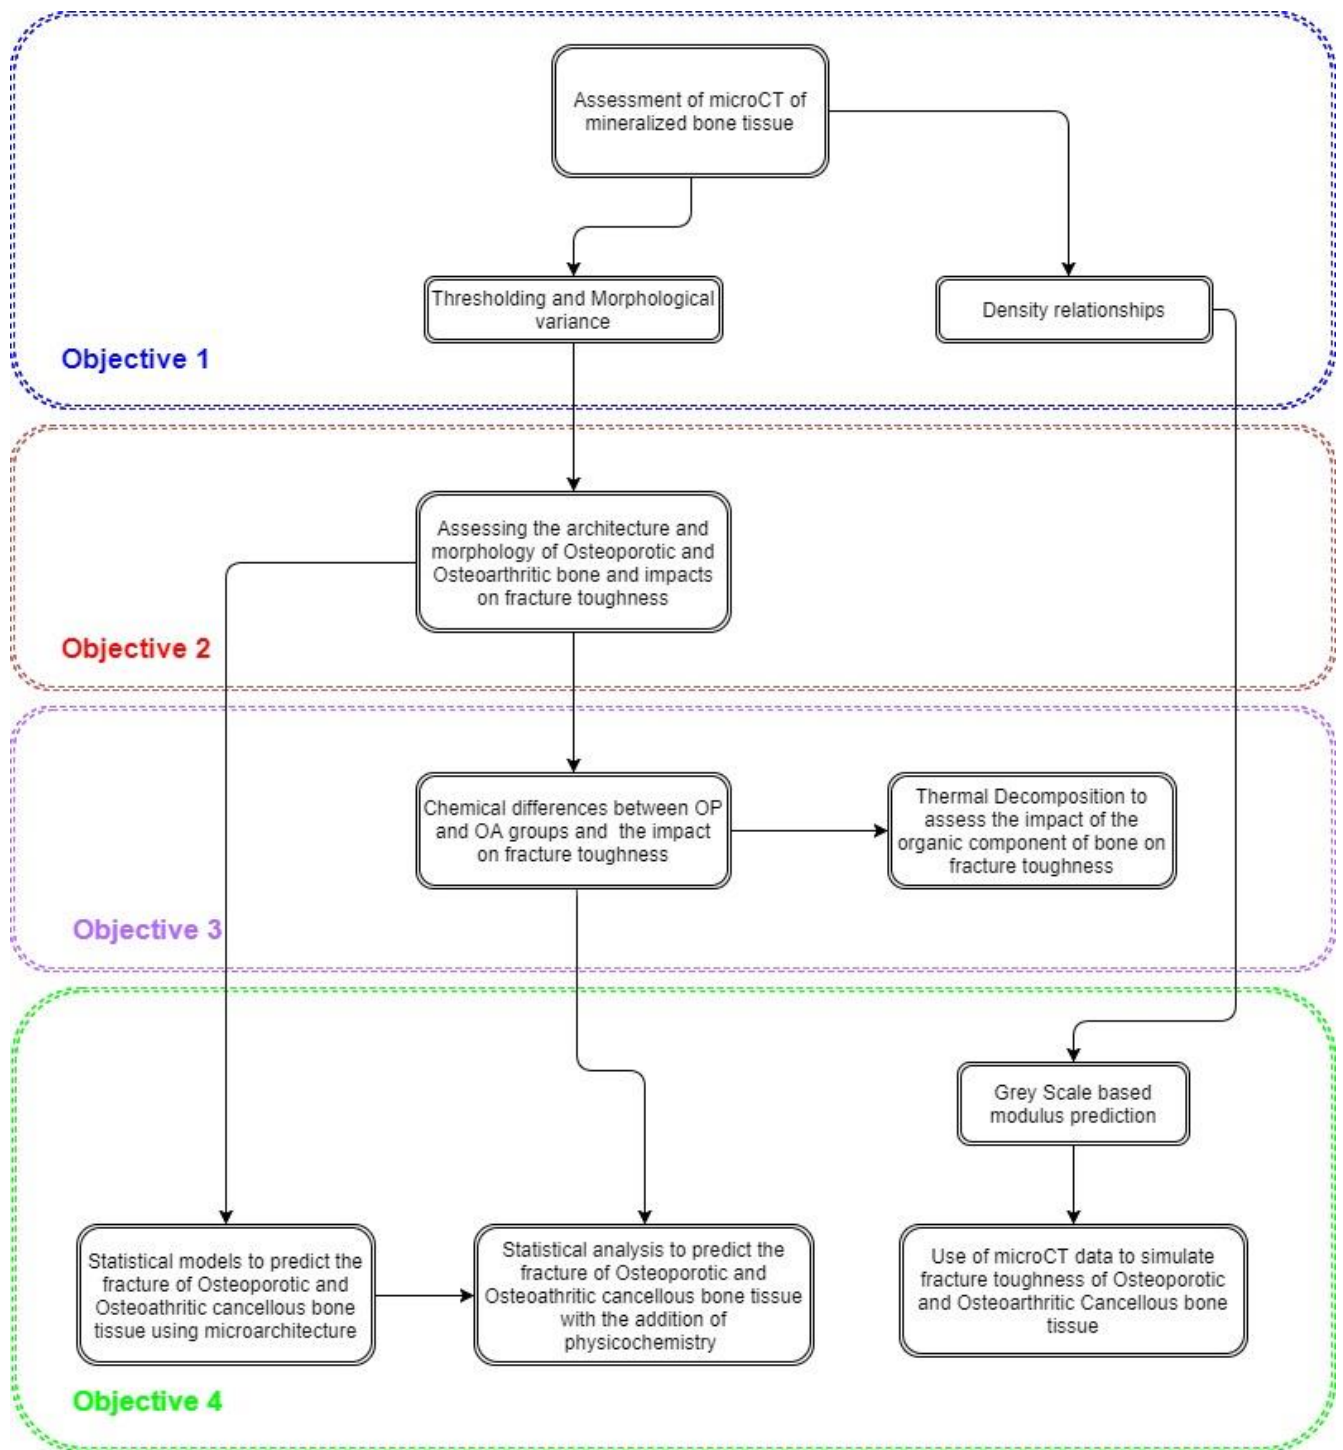 Assessment of microCT of
mineralized bone tissue
Thresholding and Morphological
variance
Density relationships
Objective 1
Assessing the architecture and
morphology of Osteoporotic and
Osteoarthritic bone and impacts
on fracture toughness
Objective 2
Chemical differences between OP
and OA groups and the impact
on fracture toughness
Thermal Decomposition to
assess the impact of the
organic component of bone on
fracture toughness
Objective 3
Grey Scale based
modulus prediction
Statistical models to predict the
fracture of Osteoporotic and
Osteoathritic cancellous bone
tissue using microarchitecture
Statistical analysis to predict the
fracture of Osteoporotic and
Osteoathritic cancellous bone tissue
with the addition of
physicochemistry
Use of microCT data to simulate
fracture toughness of Osteoporotic
and Osteoarthritic Cancellous bone
tissue
Objective 4